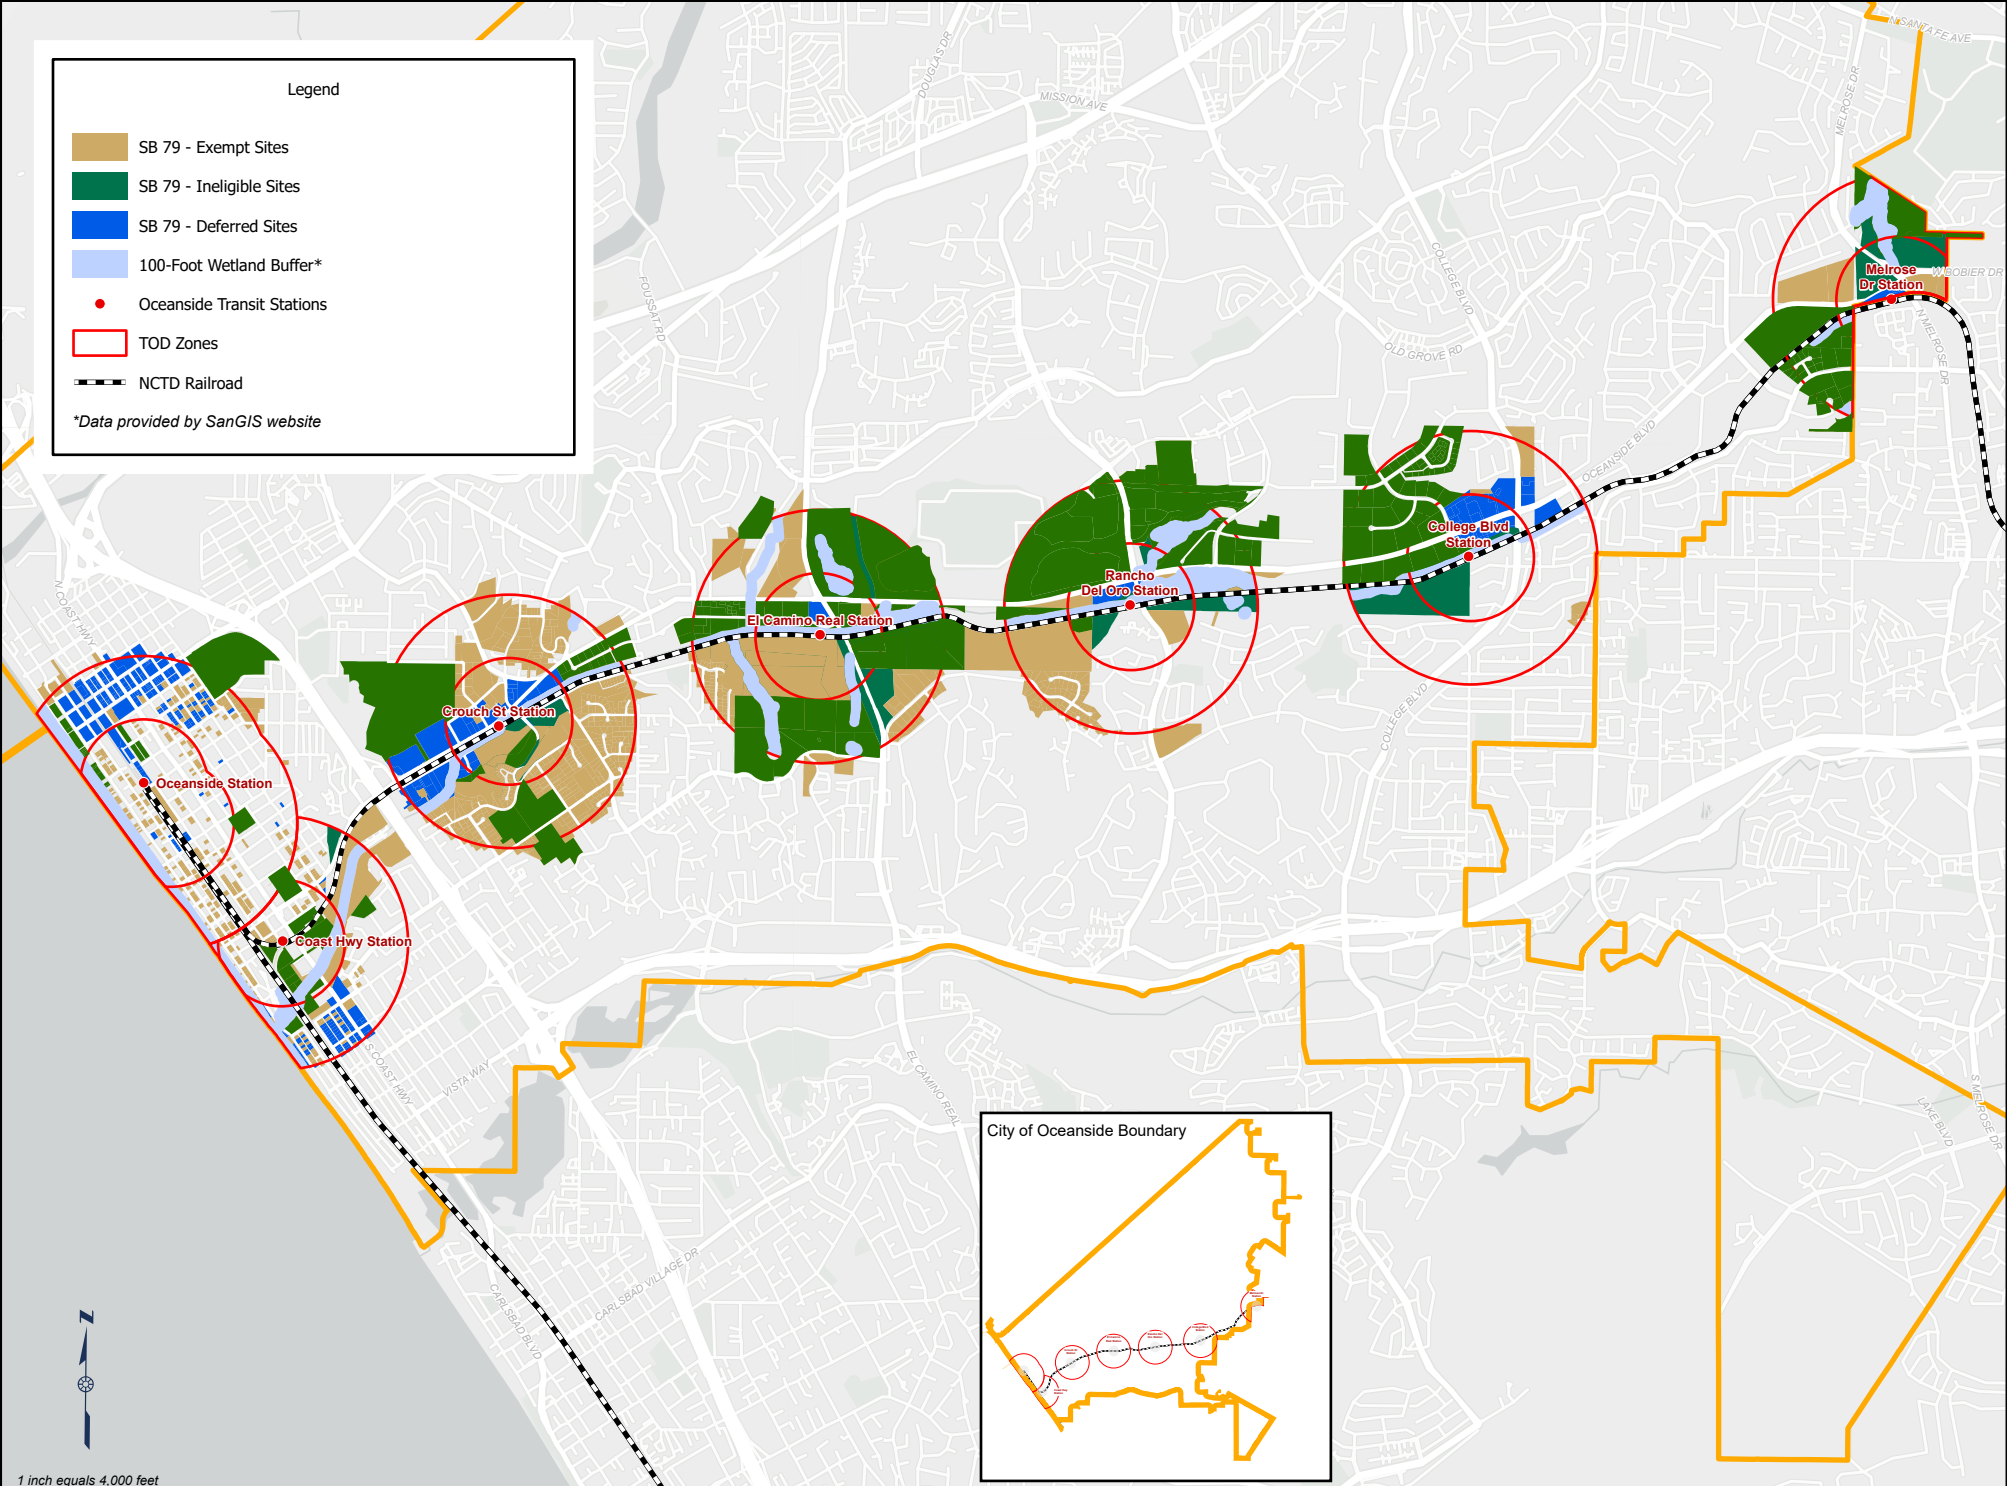 Legend
SB 79 - Exempt Sites
SB 79 - Ineligible Sites
SB 79 - Deferred Sites
100-Foot Wetland Buffer*
Oceanside Transit Stations
TOD Zones
NCTD Railroad
*Data provided by SanGIS website
N SANTA FE AVE
DOUGLAS DR
MELROSE DR
MISSION AVE
COLLEGE BLVD
FOUSSAT RD
W BOBIER DR
Melrose
Dr Station
N MELROSE DR
OLD GROVE RD
OCEANSIDE BLVD
College Blvd
Station
Rancho
Del Oro Station
El Camino Real Station
N COAST HWY
Crouch St Station
COLLEGE BLVD
Oceanside Station
Coast Hwy Station
S COAST HWY
VISTA WAY
EL CAMINO REAL
S MELROSE DR
LAKE BLVD
City of Oceanside Boundary
CARLSBAD VILLAGE DR
CARLSBAD BLVD
N
1 inch equals 4,000 feet